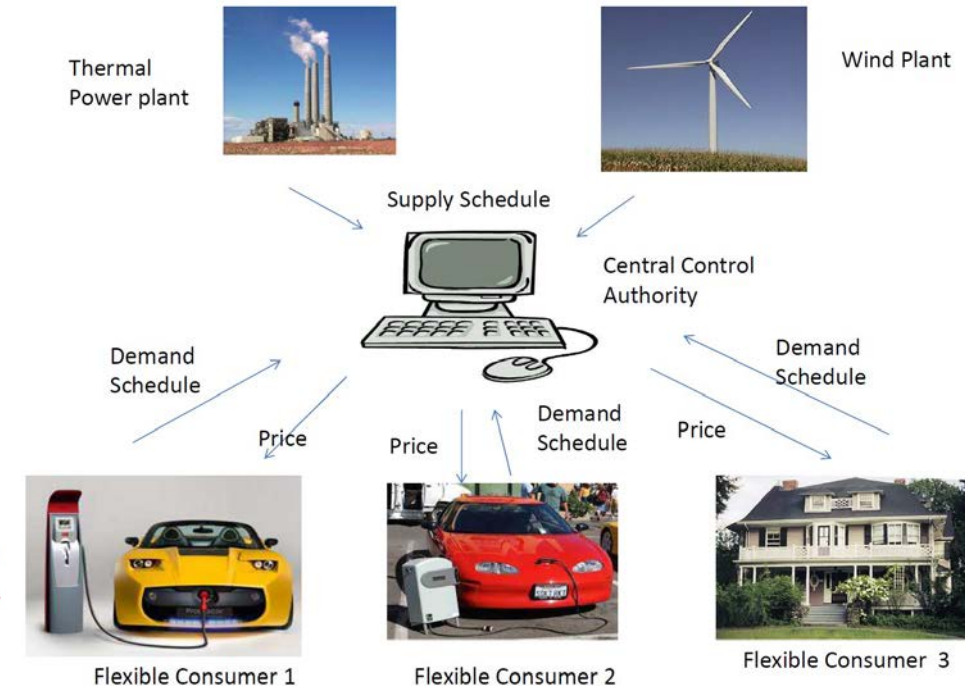 Thermal
Power plant
Wind Plant
Supply Schedule
Central Control
Authority
Demand
Schedule
Price
Price
Demand
Schedule
Price
Demand
Schedule
Flexible Consumer 1
Flexible Consumer 2
Flexible Consumer 3